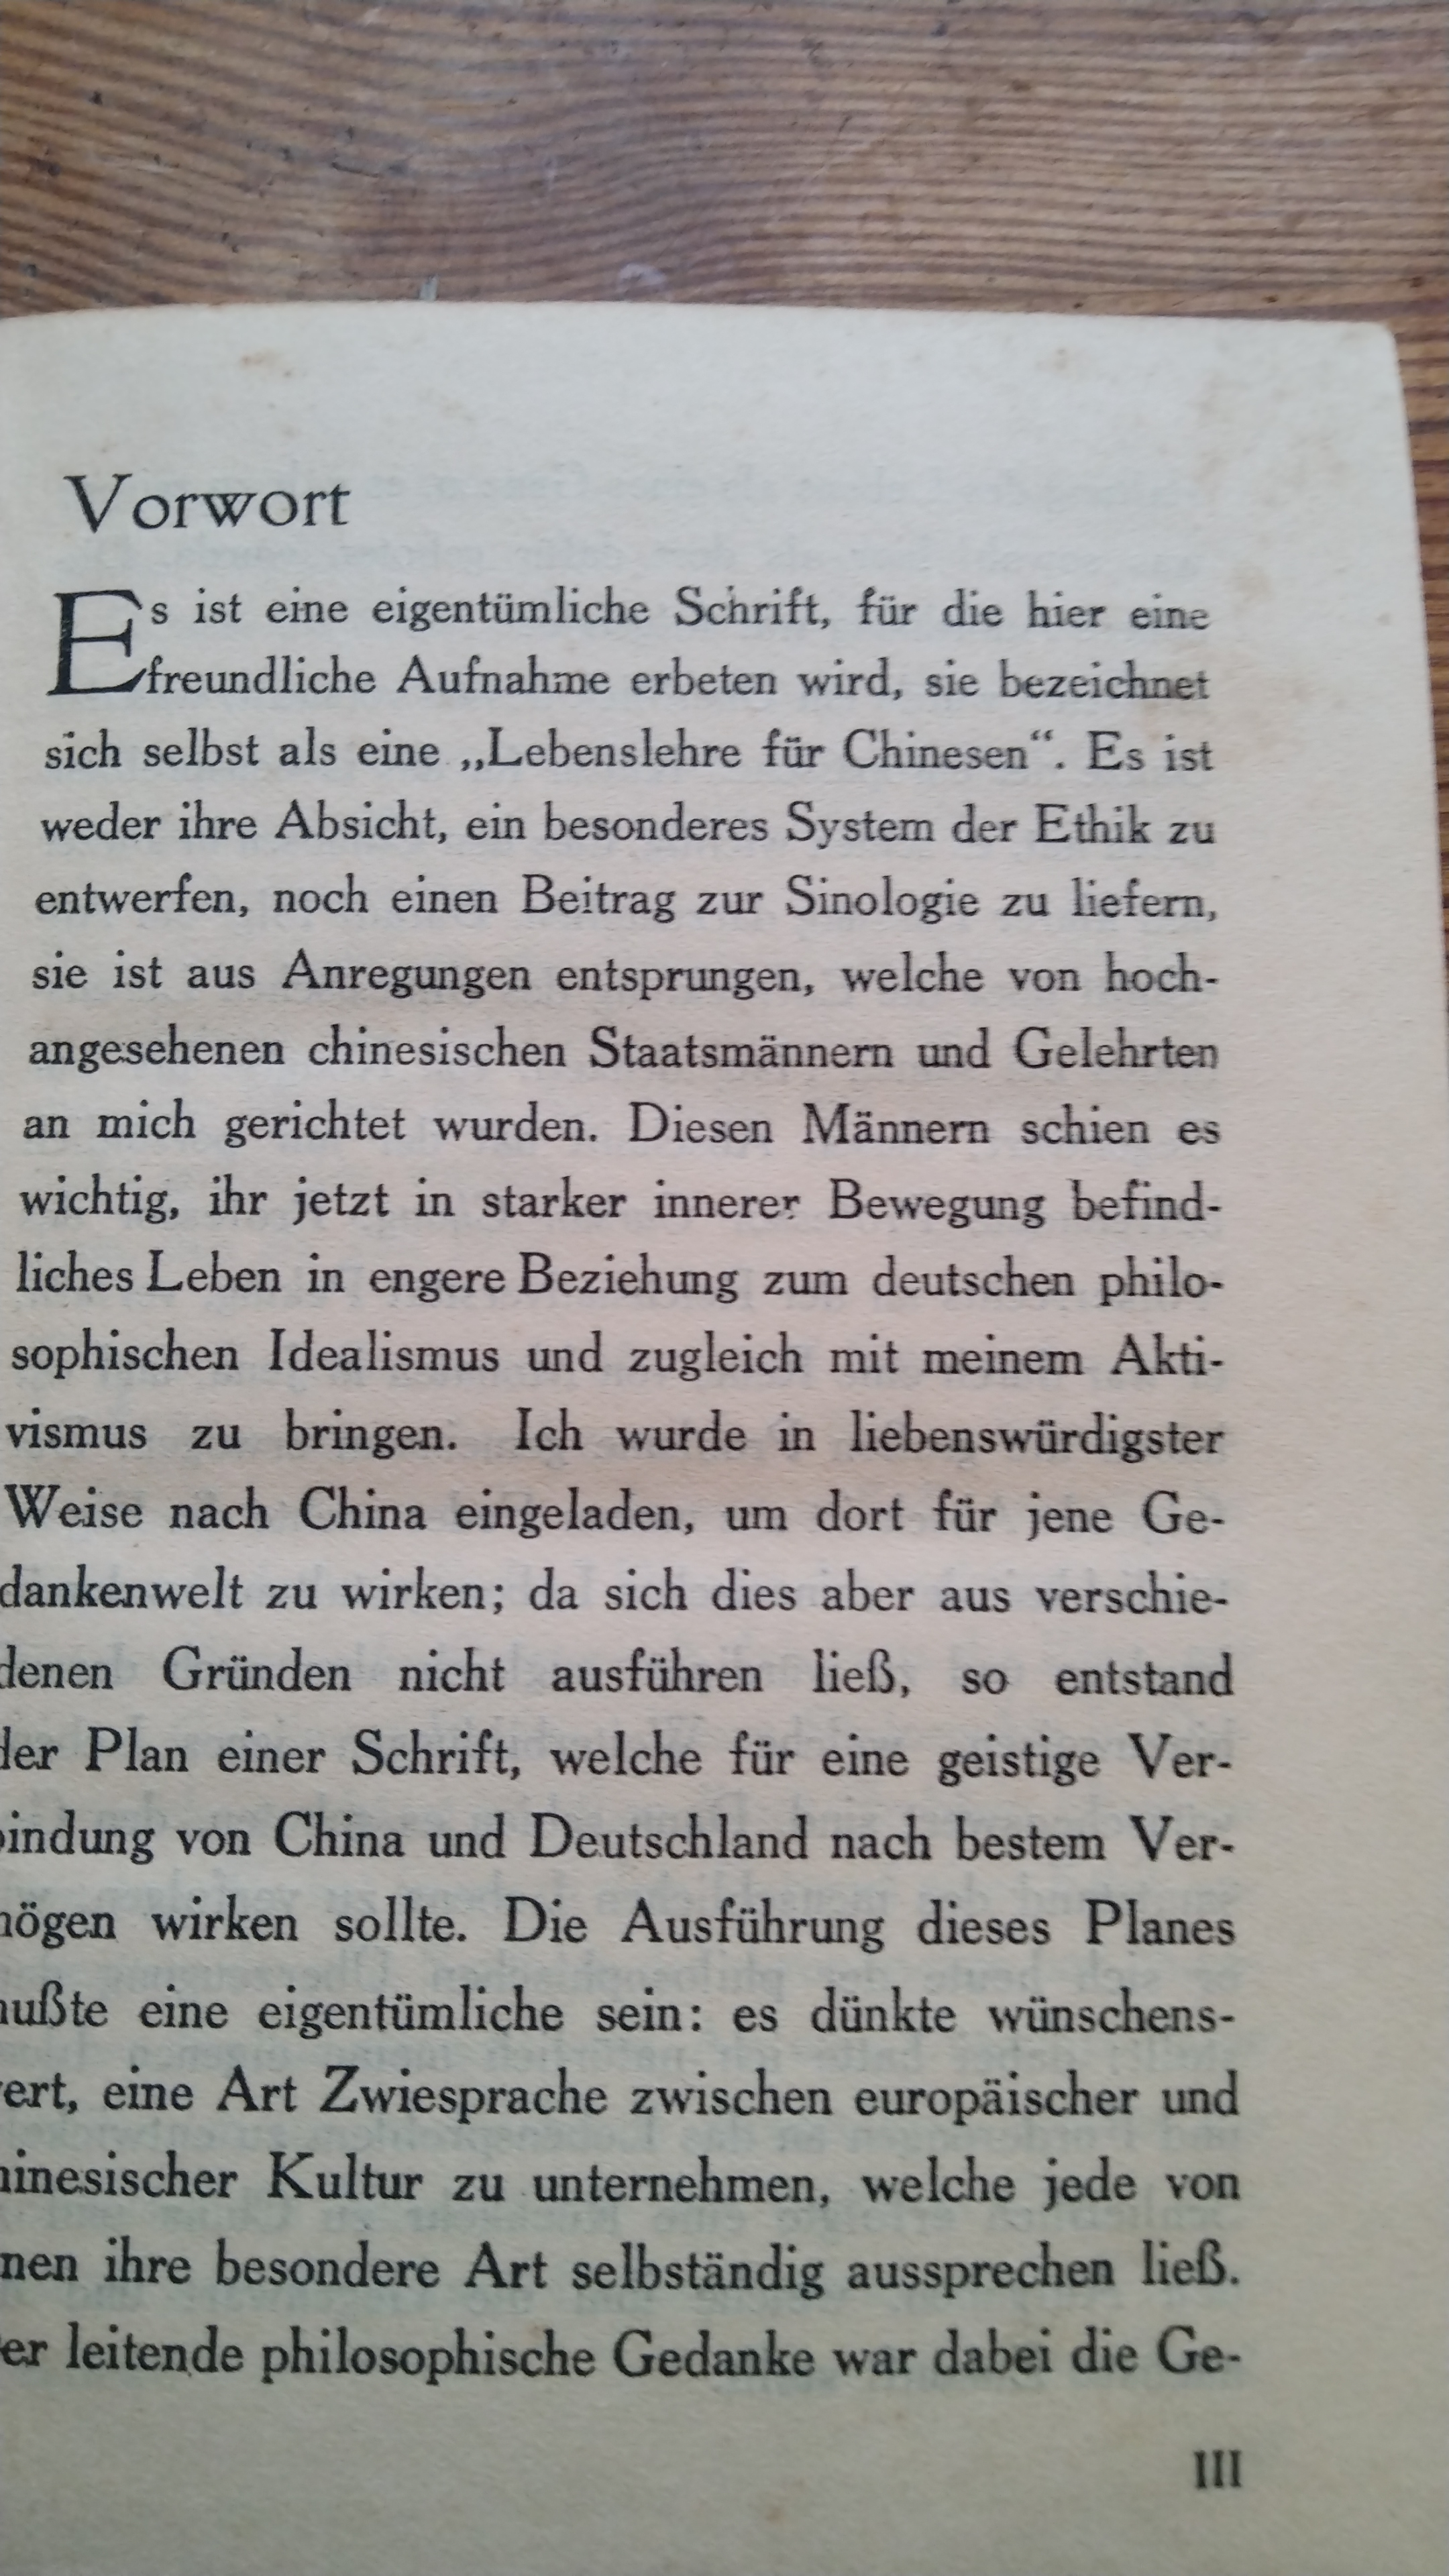 Vorwort
Es ist eine eigentümliche Schrift, für die hier eine
freundliche Aufnahme erbeten wird, sie bezeichnet
sich selbst als eine „Lebenslehre für Chinesen“. Es ist
weder ihre Absicht, ein besonderes System der Ethik zu
entwerfen, noch einen Beitrag zur Sinologie zu liefern,
sie ist aus Anregungen entsprungen, welche von hoch-
angesehenen chinesischen Staatsmännern und Gelehrten
an mich gerichtet wurden. Diesen Männern schien es
wichtig, ihr jetzt in starker innerer Bewegung befind-
liches Leben in engere Beziehung zum deutschen philo-
sophischen Idealismus und zugleich mit meinem Akti-
vismus zu bringen. Ich wurde in liebenswürdigster
Weise nach China eingeladen, um dort für jene Ge-
dankenwelt zu wirken; da sich dies aber aus verschie-
denen Gründen nicht ausführen ließ, so entstand
der Plan einer Schrift, welche für eine geistige Ver-
indung von China und Deutschland nach bestem Ver-
ögen wirken sollte. Die Ausführung dieses Planes
ußte eine eigentümliche sein: es dünkte wünschens-
ert, eine Art Zwiesprache zwischen europäischer und
inesischer Kultur zu unternehmen, welche jede von
nen ihre besondere Art selbständig aussprechen ließ.
er leitende philosophische Gedanke war dabei die Ge-
III